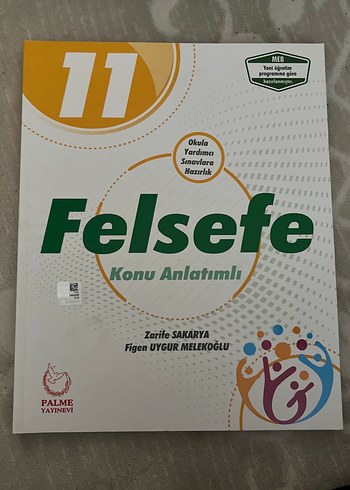 11
MEB
Yeni öğretim
programına göre
hazırlanmıştır.
Okula
Yardımcı
Sınavlara
Hazırlık
Felsefe
Konu Anlatımlı
Zarife SAKARYA
Figen UYGUR MELEKOĞLU
PALME
YAYINEVİ